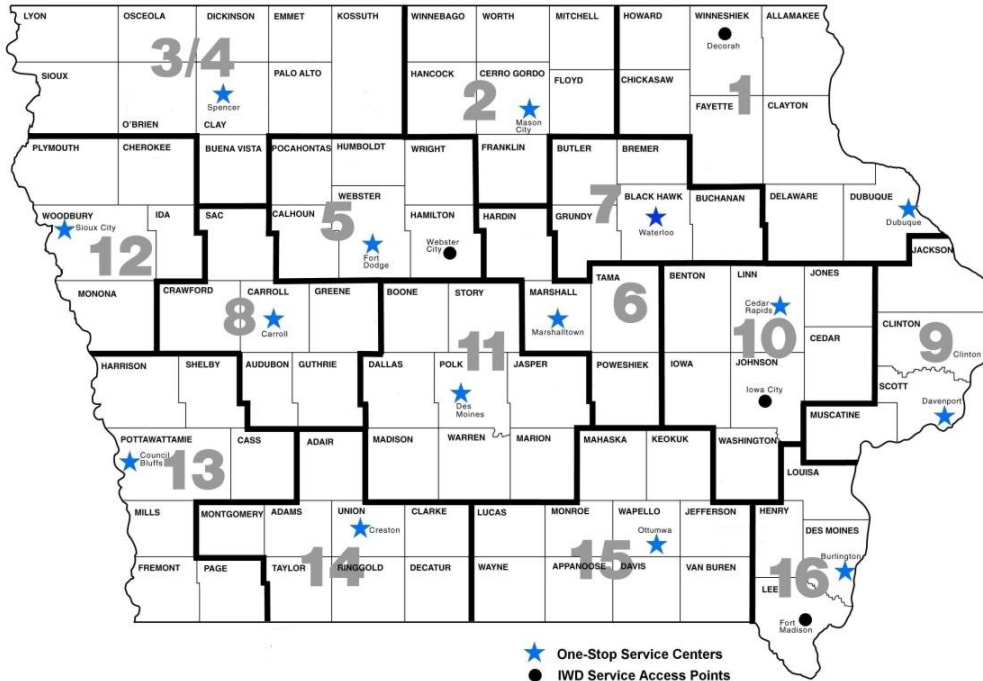 LYON
OSCEOLA
DICKINSON
EMMET
KOSSUTH
WINNEBAGO
WORTH
MITCHELL
HOWARD
WINNESHIEK
ALLAMAKEE
Decorah
SIOUX
3/4
PALO ALTO
HANCOCK
CERRO GORDO
FLOYD
CHICKASAW
1
2
Spencer
Mason
City
FAYETTE
CLAYTON
O'BRIEN
CLAY
PLYMOUTH
CHEROKEE
BUENA VISTA
POCAHONTAS
HUMBOLDT
WRIGHT
FRANKLIN
BUTLER
BREMER
WOODBURY
Sioux City
IDA
SAC
CALHOUN
WEBSTER
5
HAMILTON
Webster
City
Fort
Dodge
HARDIN
GRUNDY
7
BLACK HAWK
Waterloo
BUCHANAN
DELAWARE
DUBUQUE
Dubuque
JACKSON
12
MONONA
CRAWFORD
CARROLL
GREENE
8
Carroll
BOONE
STORY
MARSHALL
Marshalltown
TAMA
6
BENTON
LINN
JONES
Cedar
Rapids
10
CEDAR
CLINTON
9
Clinton
HARRISON
SHELBY
AUDUBON
GUTHRIE
DALLAS
11
POLK
Des
Moines
JASPER
POWESHIEK
IOWA
JOHNSON
Iowa City
SCOTT
Davenport
MUSCATINE
POTTAWATTAMIE
Council
Bluffs
13
CASS
ADAIR
MADISON
WARREN
MARION
MAHASKA
KEOKUK
WASHINGTON
LOUISA
MILLS
MONTGOMERY
ADAMS
UNION
Creston
CLARKE
LUCAS
MONROE
WAPELLO
Ottumwa
JEFFERSON
HENRY
DES MOINES
Burlington
FREMONT
PAGE
TAYLOR
14
RINGGOLD
DECATUR
WAYNE
APPANOOSE
15
DAVIS
VAN BUREN
LEE
16
Fort
Madison
One-Stop Service Centers
IWD Service Access Points